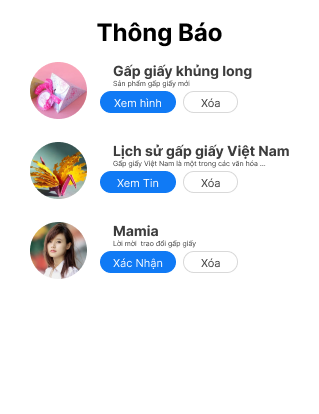 Thông Báo
Gấp giấy khủng long
Sản phẩm gấp giấy mới
Xem hình
Xóa
Lịch sử gấp giấy Việt Nam
Gấp giấy Việt Nam là một trong các văn hóa ...
Xem Tin
Xóa
Mamia
Lời mời trao đổi gấp giấy
Xác Nhận
Xóa